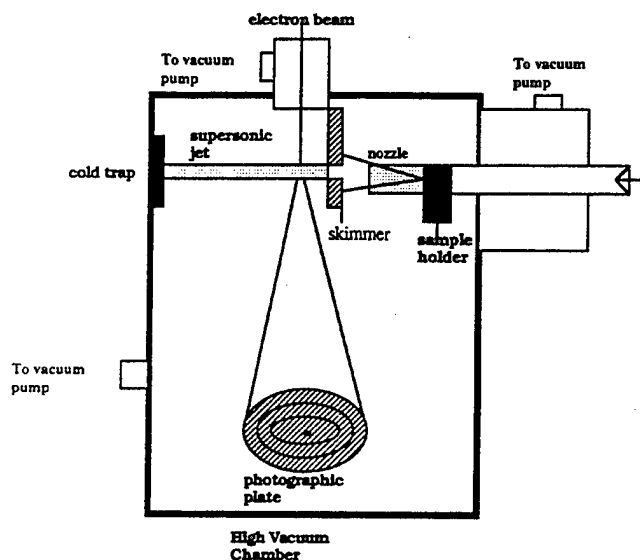 electron beam
To vacuum
pump
To vacuum
pump
supersonic
jet
nozzle
cold trap
skimmer
sample
holder
To vacuum
pump
photographic
plate
High Vacuum
Chamber